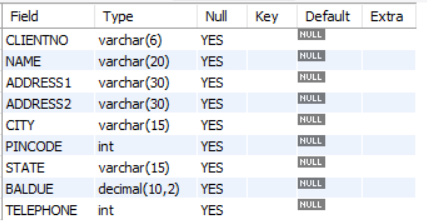 Field Type Null Key Default Extra
CLIENTNO varchar(6) YES NULL
NAME varchar(20) YES NULL
ADDRESS1 varchar(30) YES NULL
ADDRESS2 varchar(30) YES NULL
CITY varchar(15) YES NULL
PINCODE int YES NULL
STATE varchar(15) YES NULL
BALDUE decimal(10,2) YES NULL
TELEPHONE int YES NULL